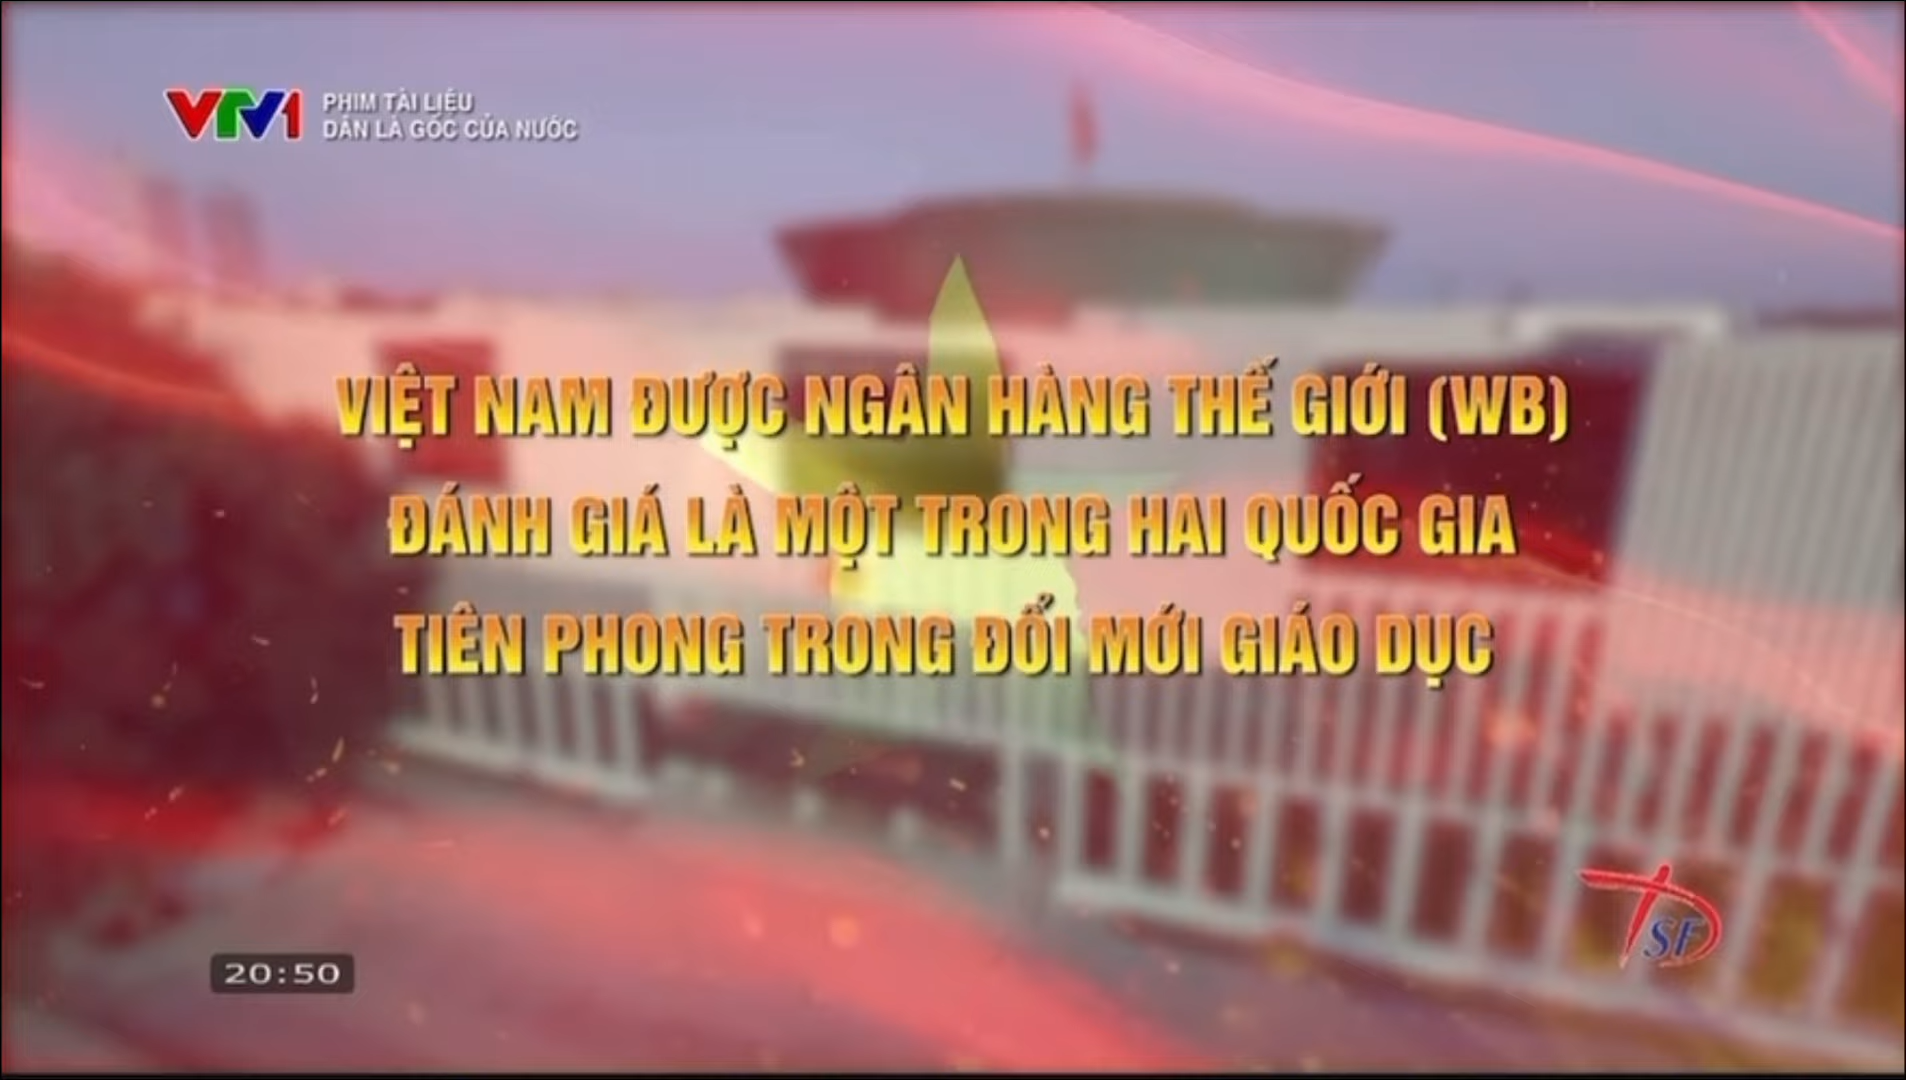 VTV1
PHIM TÀI LIỆU
DÂN LÀ GỐC CỦA NƯỚC
VIỆT NAM ĐƯỢC NGÂN HÀNG THẾ GIỚI (WB)
ĐÁNH GIÁ LÀ MỘT TRONG HAI QUỐC GIA
TIÊN PHONG TRONG ĐỔI MỚI GIÁO DỤC
TSF
20:50